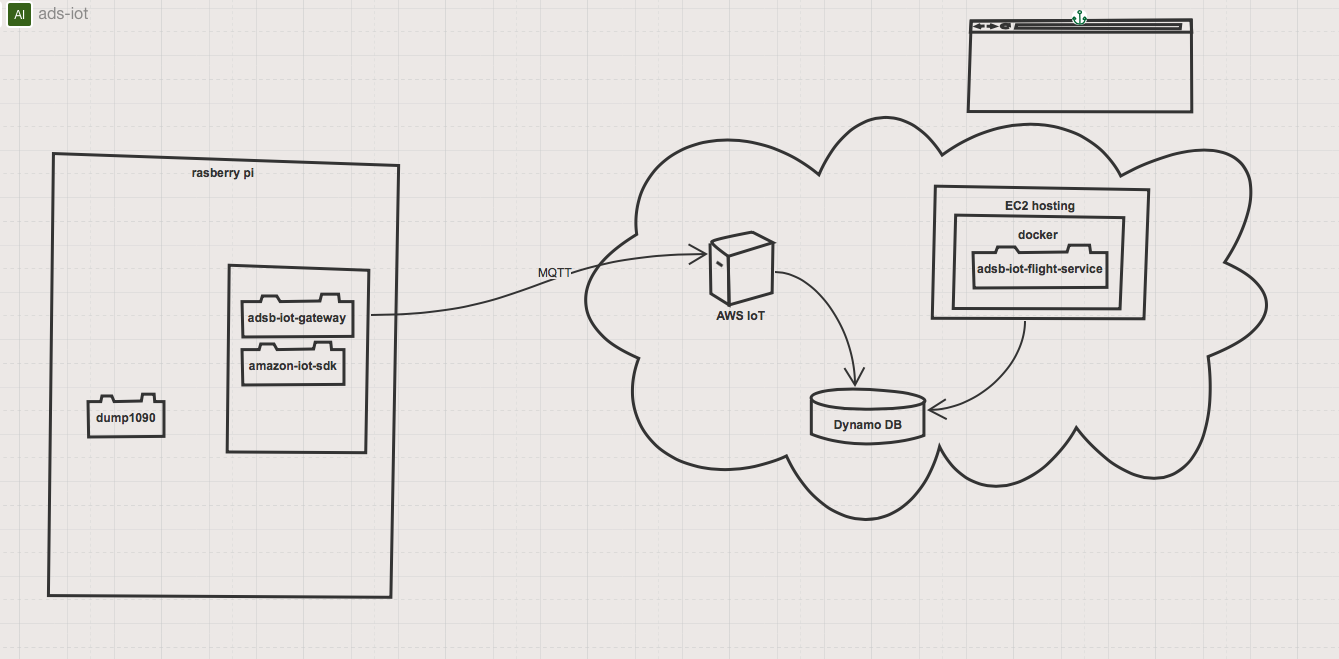 AI ads-iot
rasberry pi
adsb-iot-gateway
amazon-iot-sdk
dump1090
MQTT
AWS IoT
Dynamo DB
EC2 hosting
docker
adsb-iot-flight-service